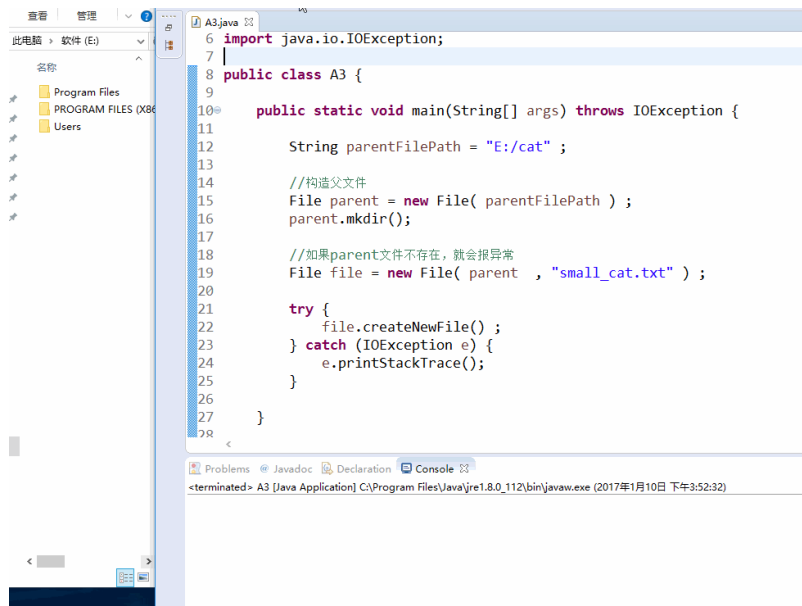 查看 管理
此电脑 > 软件 (E:)
名称
Program Files
PROGRAM FILES (X86
Users
A3.java
6 import java.io.IOException;
7
8 public class A3 {
9
10 public static void main(String[] args) throws IOException {
11
12 String parentFilePath = "E:/cat" ;
13
14 //构造父文件
15 File parent = new File( parentFilePath ) ;
16 parent.mkdir();
17
18 //如果parent文件不存在，就会报异常
19 File file = new File( parent , "small_cat.txt" ) ;
20
21 try {
22 file.createNewFile() ;
23 } catch (IOException e) {
24 e.printStackTrace();
25 }
26
27 }
28
Problems @ Javadoc Declaration Console
<terminated> A3 [Java Application] C:\Program Files\Java\jre1.8.0_112\bin\javaw.exe (2017年1月10日 下午3:52:32)